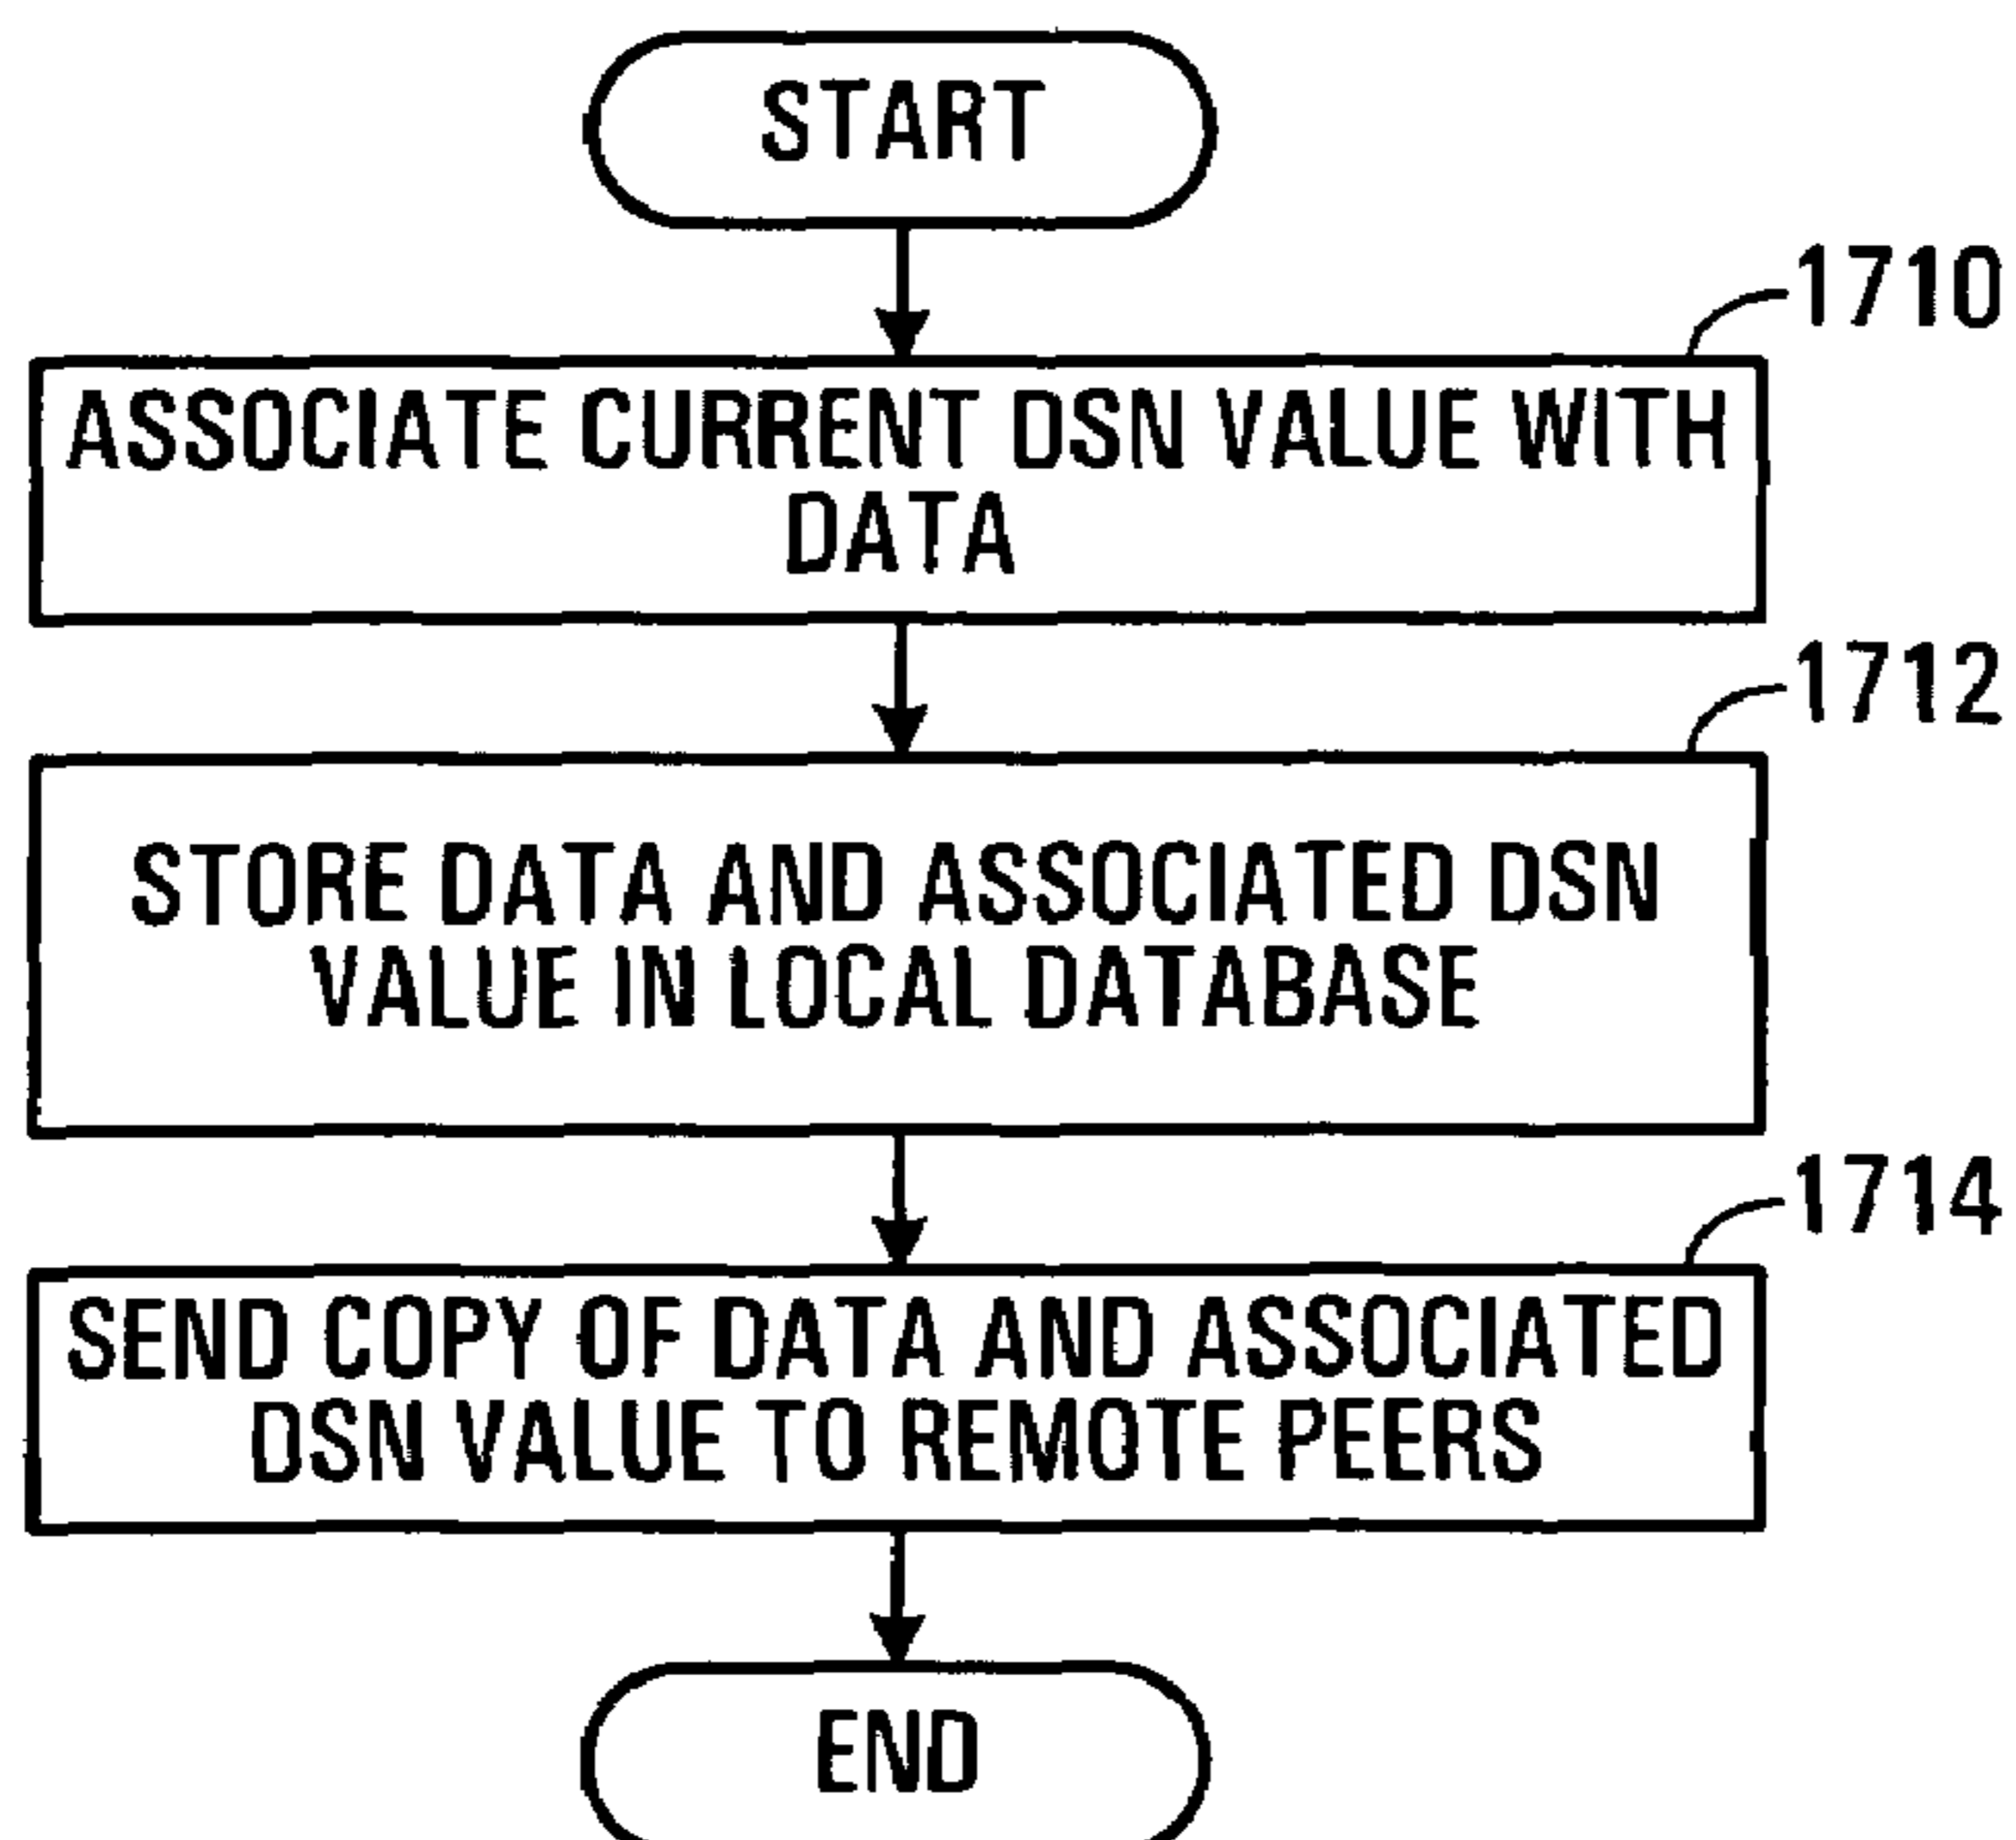 START
1710
ASSOCIATE CURRENT DSN VALUE WITH
DATA
1712
STORE DATA AND ASSOCIATED DSN
VALUE IN LOCAL DATABASE
1714
SEND COPY OF DATA AND ASSOCIATED
DSN VALUE TO REMOTE PEERS
END